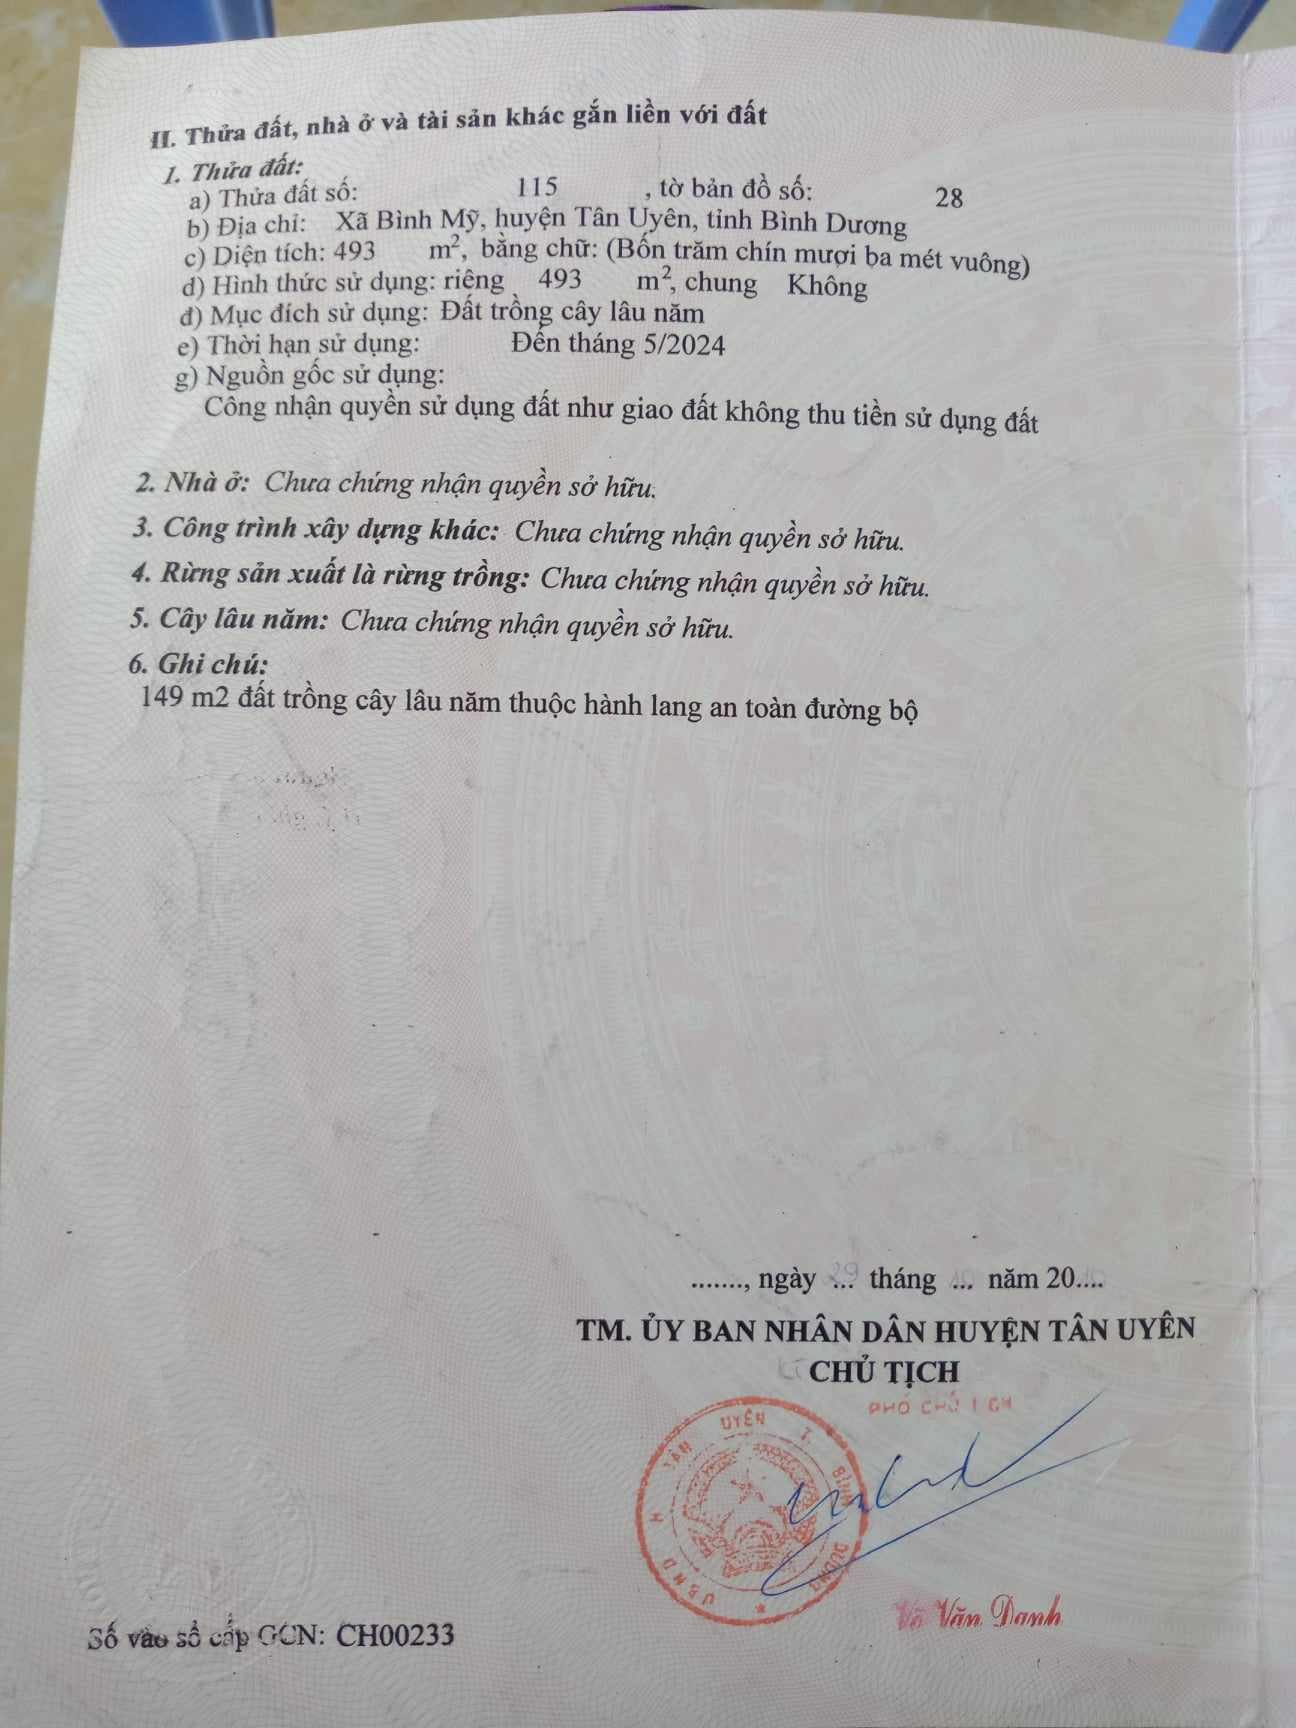 II. Thửa đất, nhà ở và tài sản khác gắn liền với đất
1. Thửa đất:
a) Thửa đất số: 115 , tờ bản đồ số: 28
b) Địa chỉ: Xã Bình Mỹ, huyện Tân Uyên, tỉnh Bình Dương
c) Diện tích: 493 m², bằng chữ: (Bốn trăm chín mươi ba mét vuông)
d) Hình thức sử dụng: riêng 493 m², chung Không
đ) Mục đích sử dụng: Đất trồng cây lâu năm
e) Thời hạn sử dụng: Đến tháng 5/2024
g) Nguồn gốc sử dụng:
Công nhận quyền sử dụng đất như giao đất không thu tiền sử dụng đất
2. Nhà ở: Chưa chứng nhận quyền sở hữu.
3. Công trình xây dựng khác: Chưa chứng nhận quyền sở hữu.
4. Rừng sản xuất là rừng trồng: Chưa chứng nhận quyền sở hữu.
5. Cây lâu năm: Chưa chứng nhận quyền sở hữu.
6. Ghi chú:
149 m2 đất trồng cây lâu năm thuộc hành lang an toàn đường bộ
......., ngày 29 tháng ... năm 20....
TM. ỦY BAN NHÂN DÂN HUYỆN TÂN UYÊN
CHỦ TỊCH
PHÓ CHỦ TỊCH
UBND H TÂN UYÊN T. BÌNH DƯƠNG
Võ Văn Danh
Số vào sổ cấp GCN: CH00233